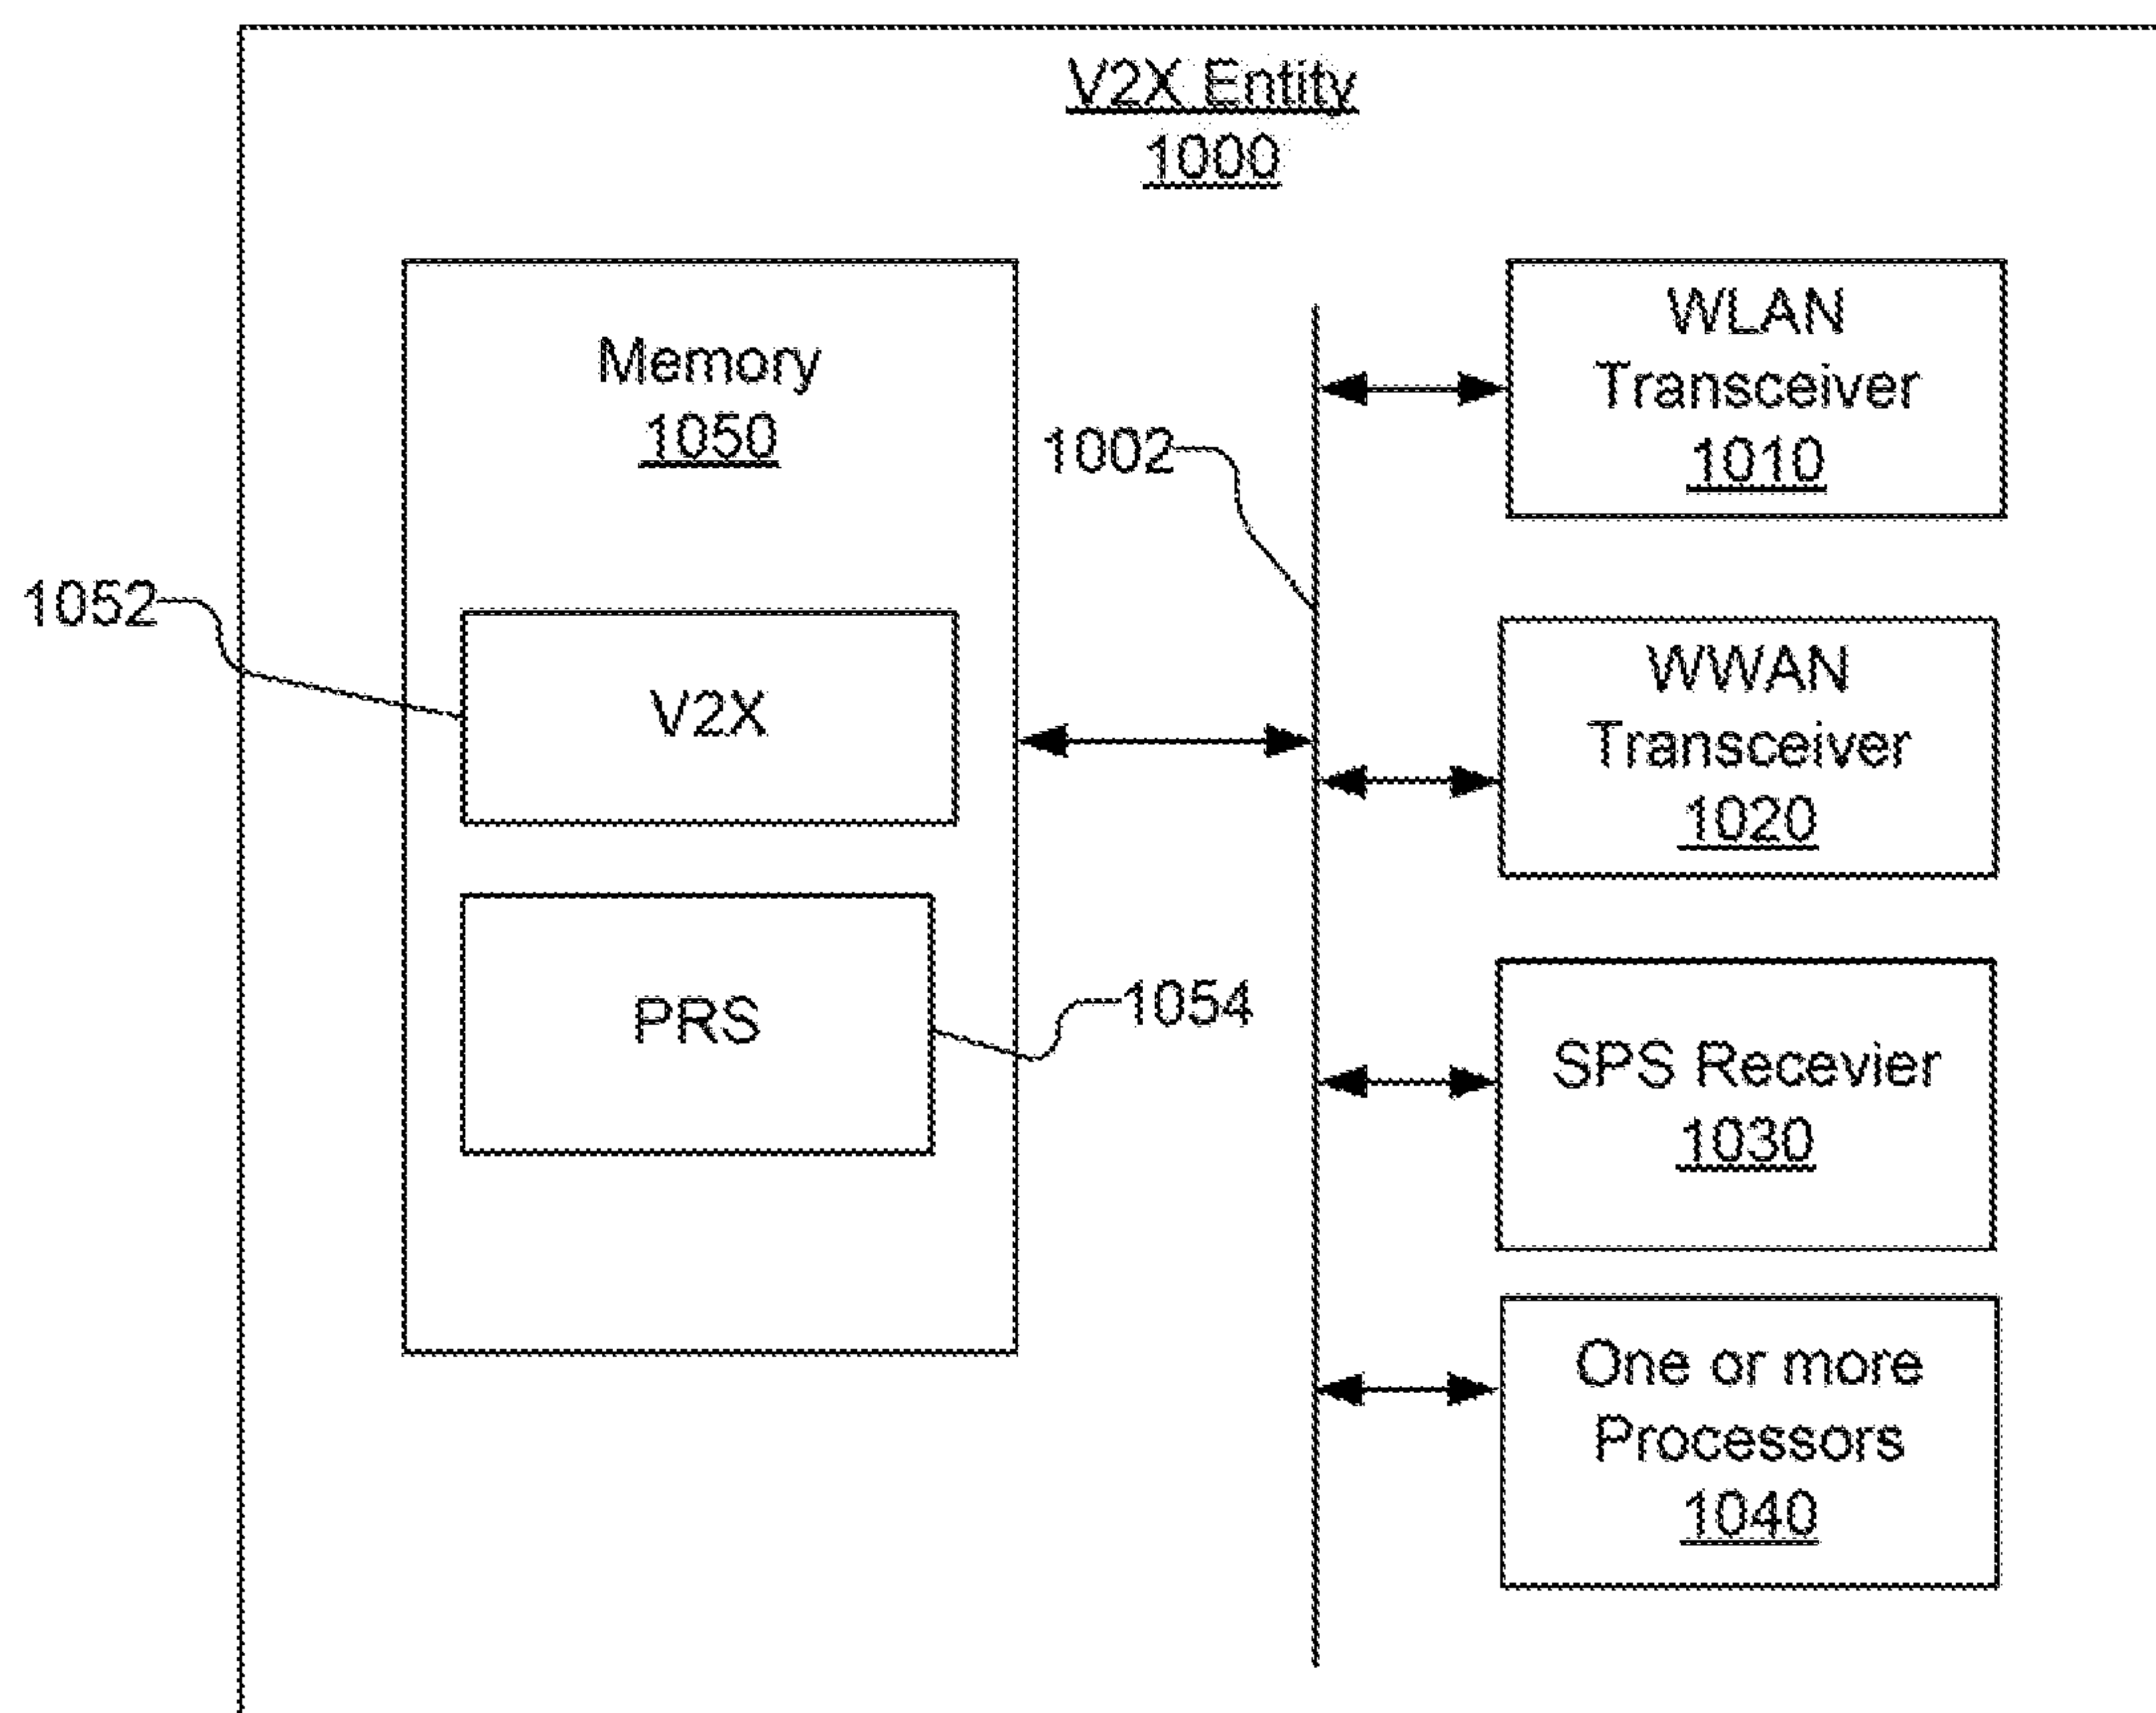 V2X Entity
1000
Memory
1050
1052
V2X
PRS
1054
1002
WLAN
Transceiver
1010
WWAN
Transceiver
1020
SPS Recevier
1030
One or more
Processors
1040